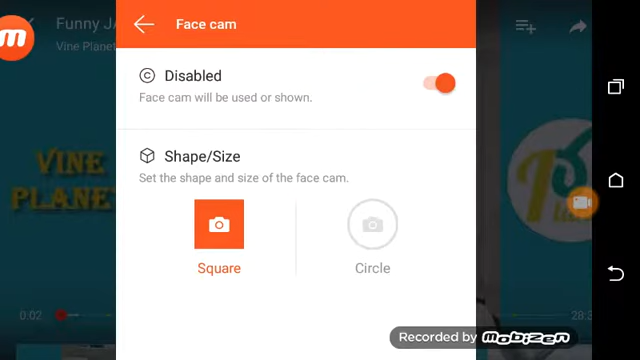 Funny JA
Vine Planet
m
Face cam
© Disabled
Face cam will be used or shown.
Shape/Size
Set the shape and size of the face cam.
Square
Circle
VINE
PLANET
0:02
28:3
Recorded by mobizen